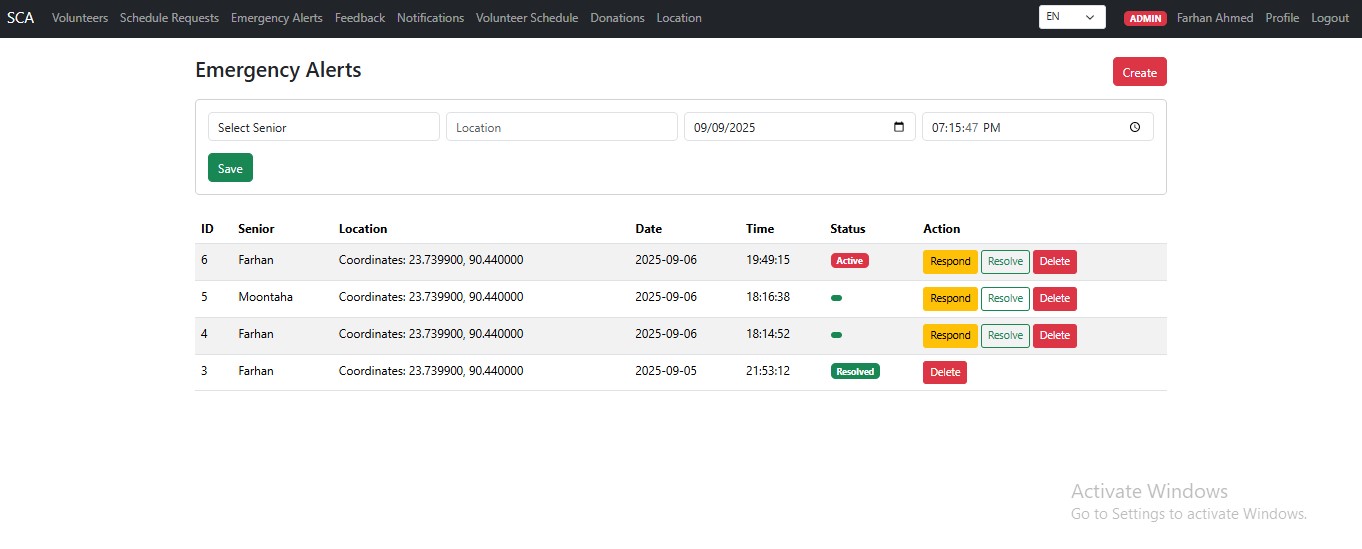 SCA Volunteers Schedule Requests Emergency Alerts Feedback Notifications Volunteer Schedule Donations Location EN ADMIN Farhan Ahmed Profile Logout
Emergency Alerts Create
Select Senior Location 09/09/2025 07:15:47 PM
Save
ID Senior Location Date Time Status Action
6 Farhan Coordinates: 23.739900, 90.440000 2025-09-06 19:49:15 Active Respond Resolve Delete
5 Moontaha Coordinates: 23.739900, 90.440000 2025-09-06 18:16:38 Respond Resolve Delete
4 Farhan Coordinates: 23.739900, 90.440000 2025-09-06 18:14:52 Respond Resolve Delete
3 Farhan Coordinates: 23.739900, 90.440000 2025-09-05 21:53:12 Resolved Delete
Activate Windows
Go to Settings to activate Windows.